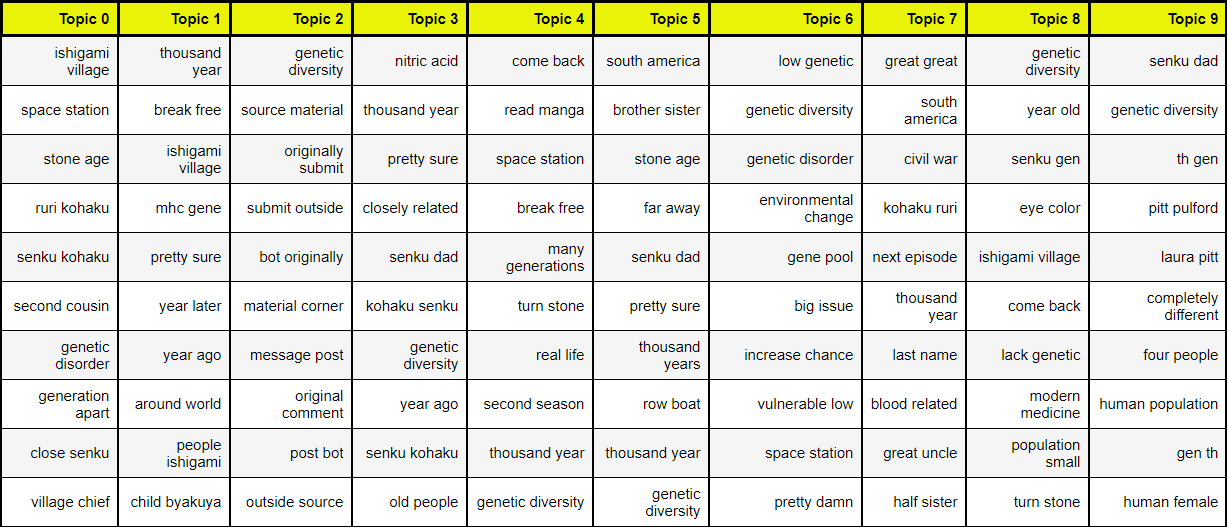 Topic 0 Topic 1 Topic 2 Topic 3 Topic 4 Topic 5 Topic 6 Topic 7 Topic 8 Topic 9
ishigami village thousand year genetic diversity nitric acid come back south america low genetic great great genetic diversity senku dad
space station break free source material thousand year read manga brother sister genetic diversity south america year old genetic diversity
stone age ishigami village originally submit pretty sure space station stone age genetic disorder civil war senku gen th gen
ruri kohaku mhc gene submit outside closely related break free far away environmental change kohaku ruri eye color pitt pulford
senku kohaku pretty sure bot originally senku dad many generations senku dad gene pool next episode ishigami village laura pitt
second cousin year later material corner kohaku senku turn stone pretty sure big issue thousand year come back completely different
genetic disorder year ago message post genetic diversity real life thousand years increase chance last name lack genetic four people
generation apart around world original comment year ago second season row boat vulnerable low blood related modern medicine human population
close senku people ishigami post bot senku kohaku thousand year thousand year space station great uncle population small gen th
village chief child byakuya outside source old people genetic diversity genetic diversity pretty damn half sister turn stone human female